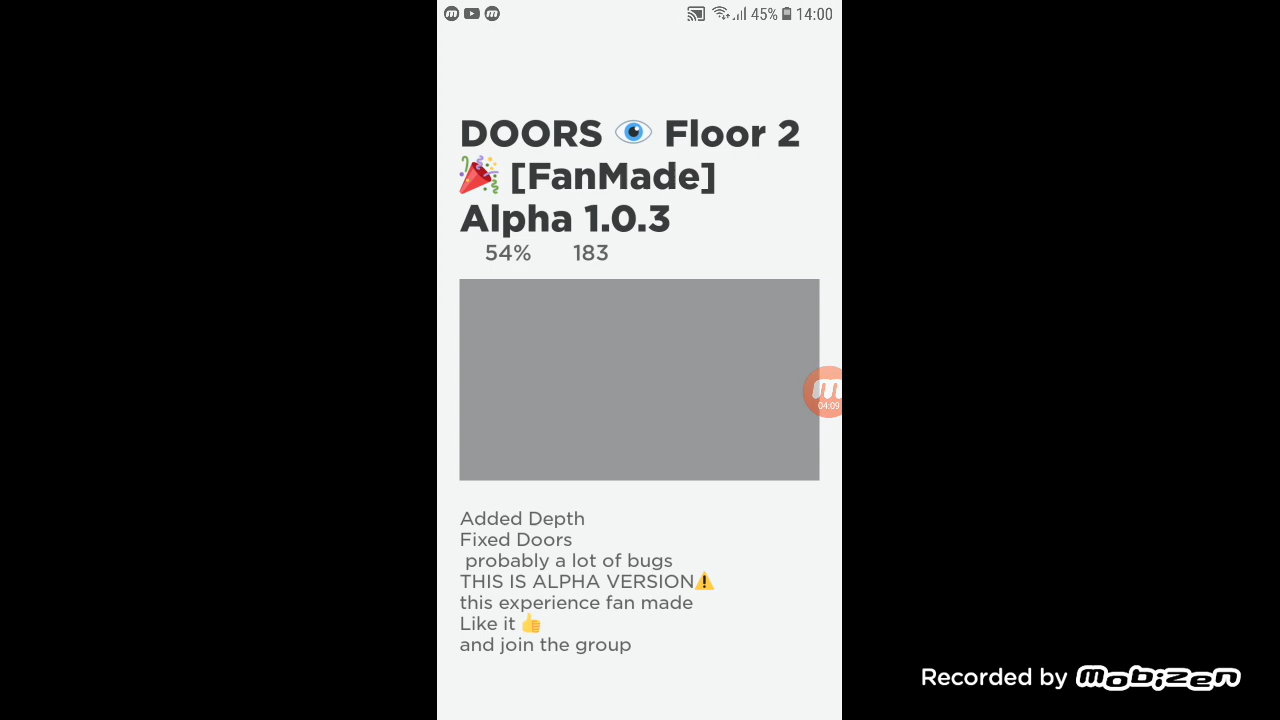 45% 14:00
DOORS 👁️ Floor 2
🎉 [FanMade]
Alpha 1.0.3
54% 183
m
04:09
Added Depth
Fixed Doors
probably a lot of bugs
THIS IS ALPHA VERSION⚠️
this experience fan made
Like it 👍
and join the group
Recorded by mobizen